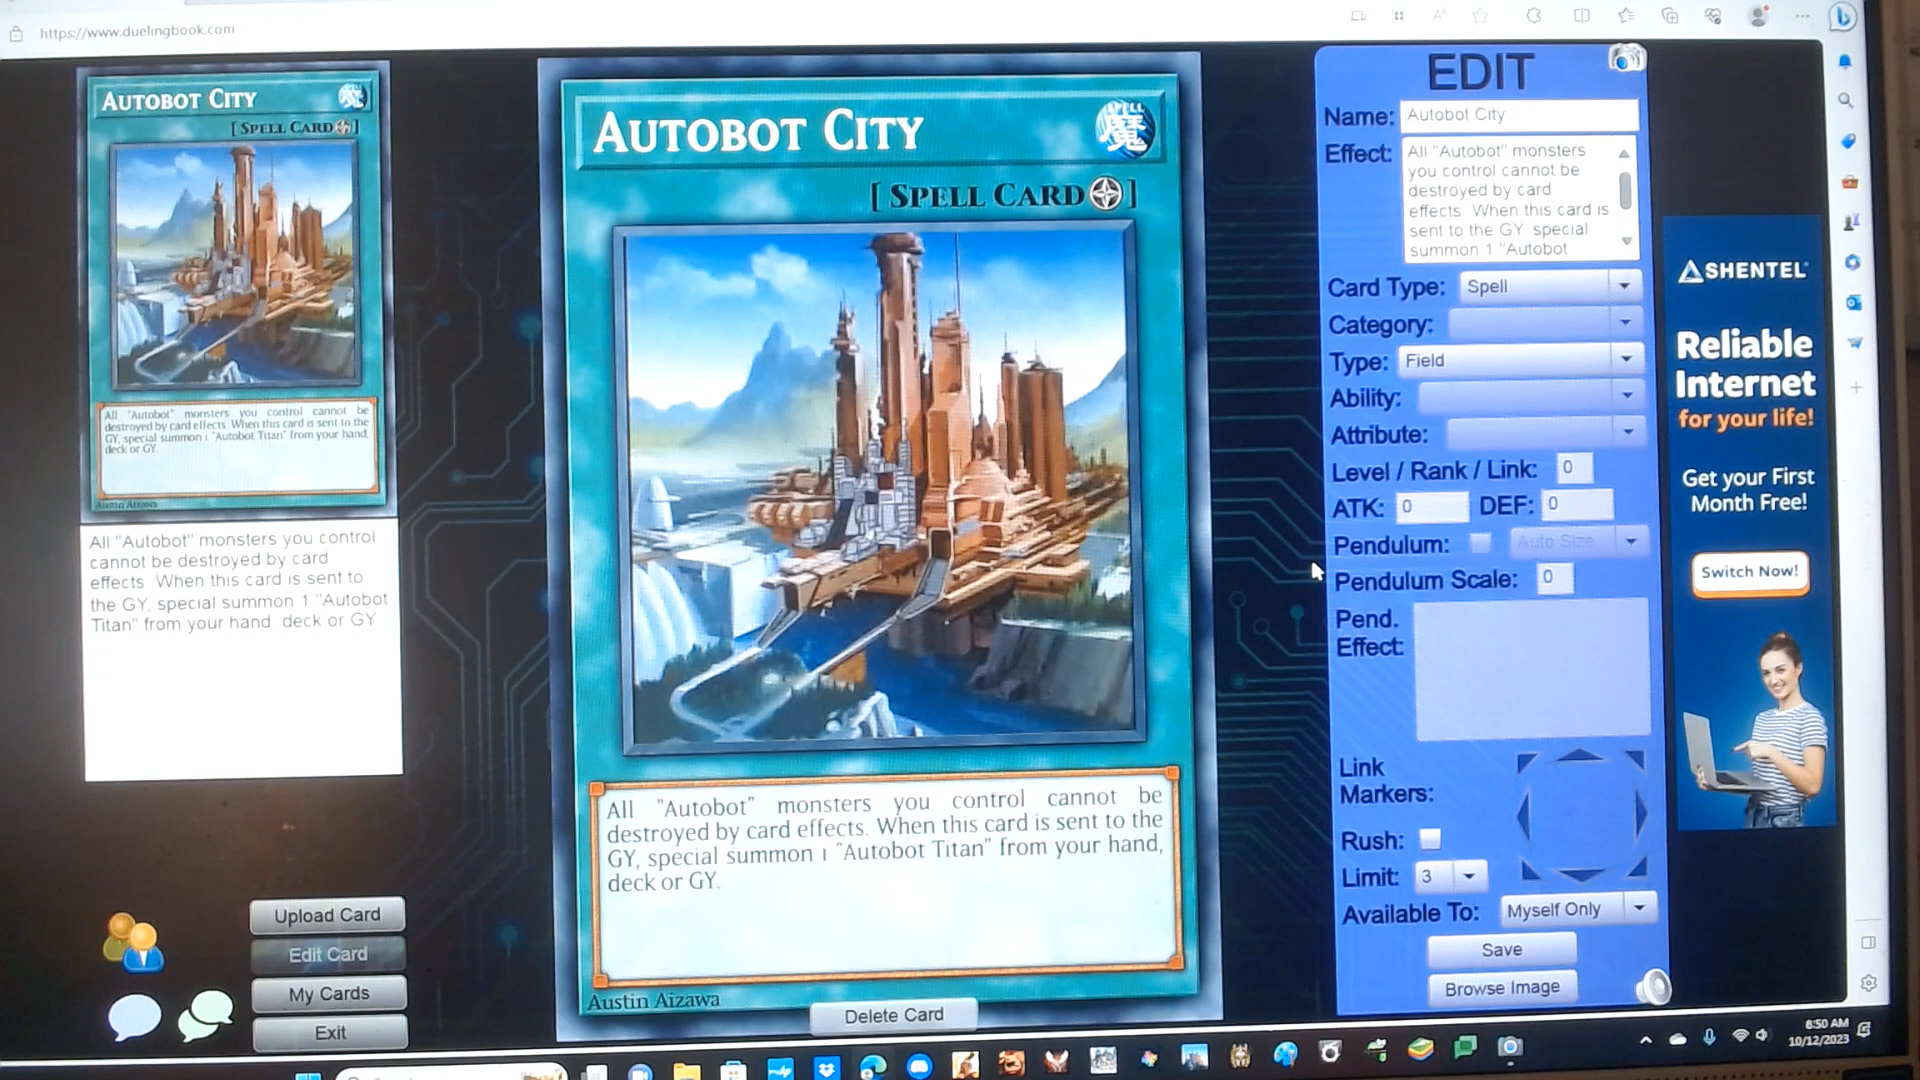 https://www.duelingbook.com
AUTOBOT CITY
[ SPELL CARD ]
All "Autobot" monsters you control cannot be
destroyed by card effects. When this card is sent to the
GY, special summon 1 "Autobot Titan" from your hand,
deck or GY.
Austin Aizawa
All "Autobot" monsters you control
cannot be destroyed by card
effects When this card is sent to
the GY, special summon 1 "Autobot
Titan" from your hand deck or GY
Upload Card
Edit Card
My Cards
Exit
AUTOBOT CITY
SPELL
魔
[ SPELL CARD ]
All "Autobot" monsters you control cannot be
destroyed by card effects. When this card is sent to the
GY, special summon 1 "Autobot Titan" from your hand,
deck or GY.
Austin Aizawa
Delete Card
EDIT
Name: Autobot City
Effect: All "Autobot" monsters
you control cannot be
destroyed by card
effects When this card is
sent to the GY special
summon 1 "Autobot
Card Type: Spell
Category:
Type: Field
Ability:
Attribute:
Level / Rank / Link: 0
ATK: 0 DEF: 0
Pendulum: Auto Size
Pendulum Scale: 0
Pend.
Effect:
Link
Markers:
Rush:
Limit: 3
Available To: Myself Only
Save
Browse Image
SHENTEL
Reliable
Internet
for your life!
Get your First
Month Free!
Switch Now!
8:50 AM
10/12/2023